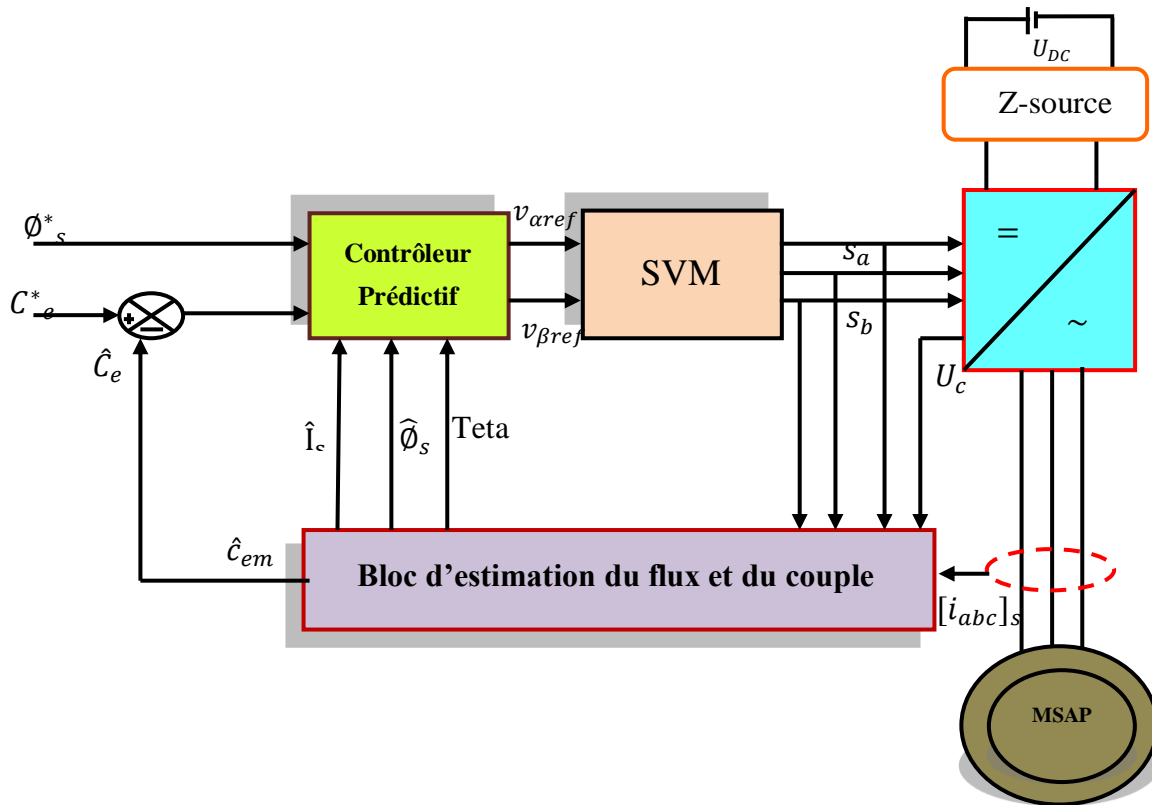 U_DC
Z-source
Ø*_s
v_αref
Contrôleur
Prédictif
SVM
s_a
=
~
C*_e
+
−
v_βref
s_b
Ĉ_e
U_c
Î_s
Ø̂_s
Teta
ĉ_em
Bloc d’estimation du flux et du couple
[i_abc]_s
MSAP